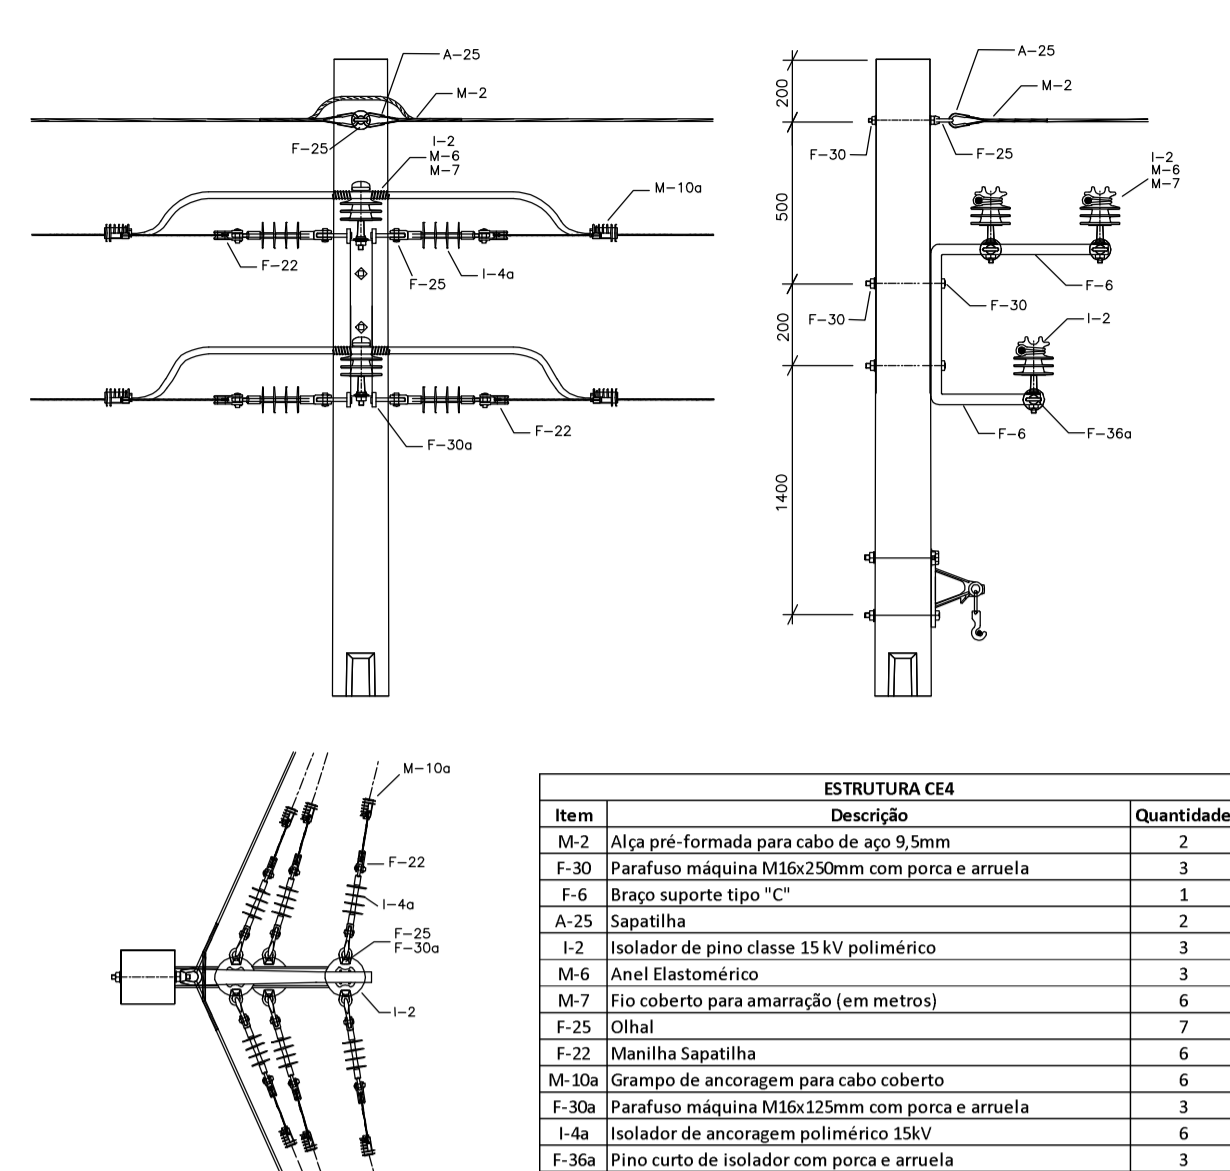 A-25
M-2
F-25
I-2
M-6
M-7
M-10a
F-22
F-25
I-4a
F-30a
F-22
200
500
200
1400
A-25
M-2
F-30
F-25
I-2
M-6
M-7
F-6
F-30
F-30
I-2
F-6
F-36a
M-10a
F-22
I-4a
F-25
F-30a
I-2
ESTRUTURA CE4
Item Descrição Quantidade
M-2 Alça pré-formada para cabo de aço 9,5mm 2
F-30 Parafuso máquina M16x250mm com porca e arruela 3
F-6 Braço suporte tipo "C" 1
A-25 Sapatilha 2
I-2 Isolador de pino classe 15 kV polimérico 3
M-6 Anel Elastomérico 3
M-7 Fio coberto para amarração (em metros) 6
F-25 Olhal 7
F-22 Manilha Sapatilha 6
M-10a Grampo de ancoragem para cabo coberto 6
F-30a Parafuso máquina M16x125mm com porca e arruela 3
I-4a Isolador de ancoragem polimérico 15kV 6
F-36a Pino curto de isolador com porca e arruela 3